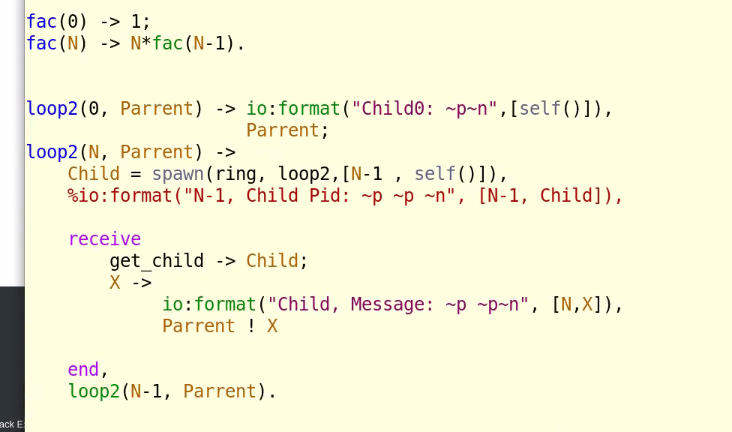 fac(0) -> 1;
fac(N) -> N*fac(N-1).
loop2(0, Parrent) -> io:format("Child0: ~p~n",[self()]),
Parrent;
loop2(N, Parrent) ->
Child = spawn(ring, loop2,[N-1 , self()]),
%io:format("N-1, Child Pid: ~p ~p ~n", [N-1, Child]),
receive
get_child -> Child;
X ->
io:format("Child, Message: ~p ~p~n", [N,X]),
Parrent ! X
end,
loop2(N-1, Parrent).
ack E